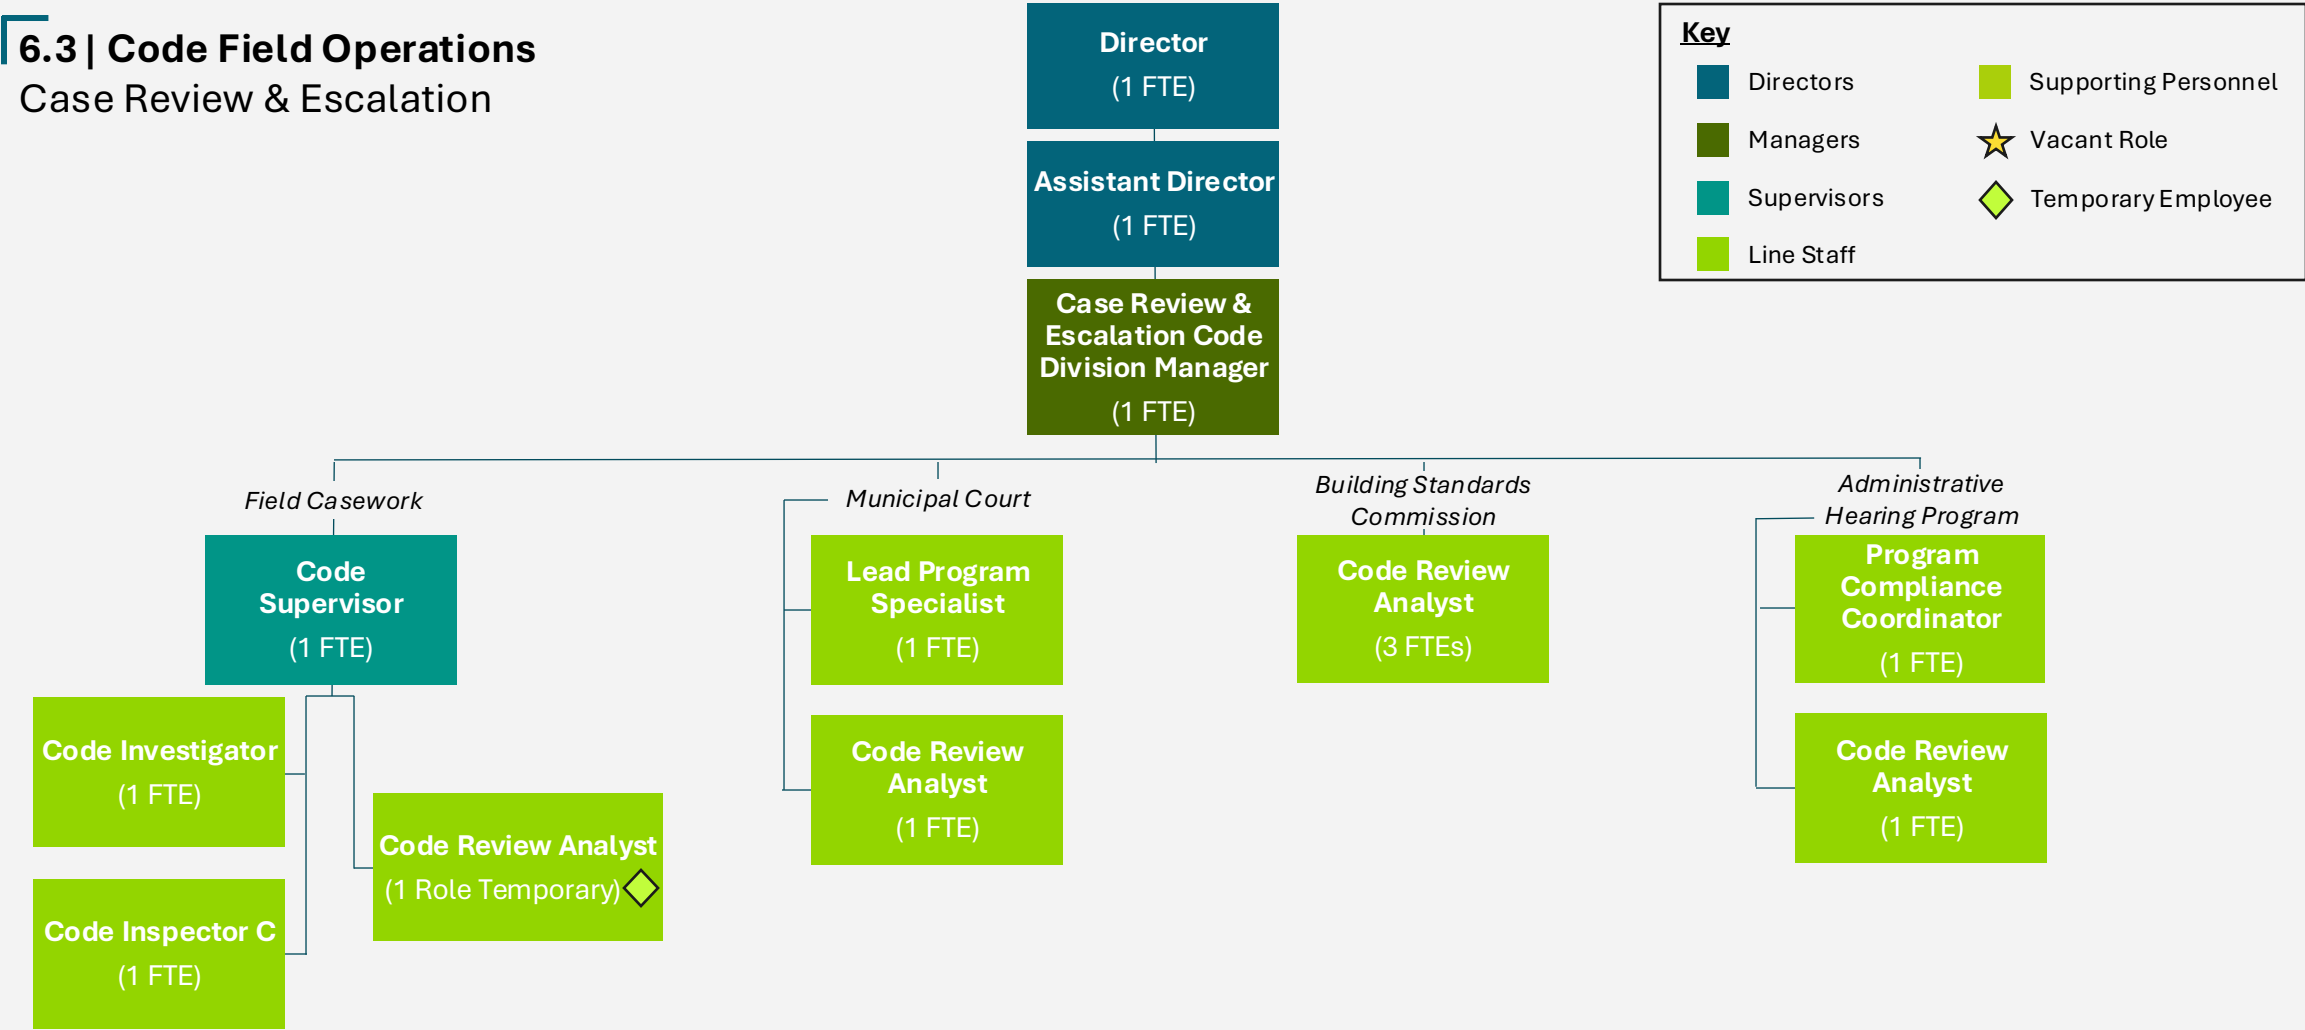 6.3 | Code Field Operations
Case Review & Escalation
Director
(1 FTE)
Assistant Director
(1 FTE)
Case Review &
Escalation Code
Division Manager
(1 FTE)
Key
Directors
Managers
Supervisors
Line Staff
Supporting Personnel
Vacant Role
Temporary Employee
Field Casework
Code
Supervisor
(1 FTE)
Code Investigator
(1 FTE)
Code Inspector C
(1 FTE)
Code Review Analyst
(1 Role Temporary)
Municipal Court
Lead Program
Specialist
(1 FTE)
Code Review
Analyst
(1 FTE)
Building Standards
Commission
Code Review
Analyst
(3 FTEs)
Administrative
Hearing Program
Program
Compliance
Coordinator
(1 FTE)
Code Review
Analyst
(1 FTE)